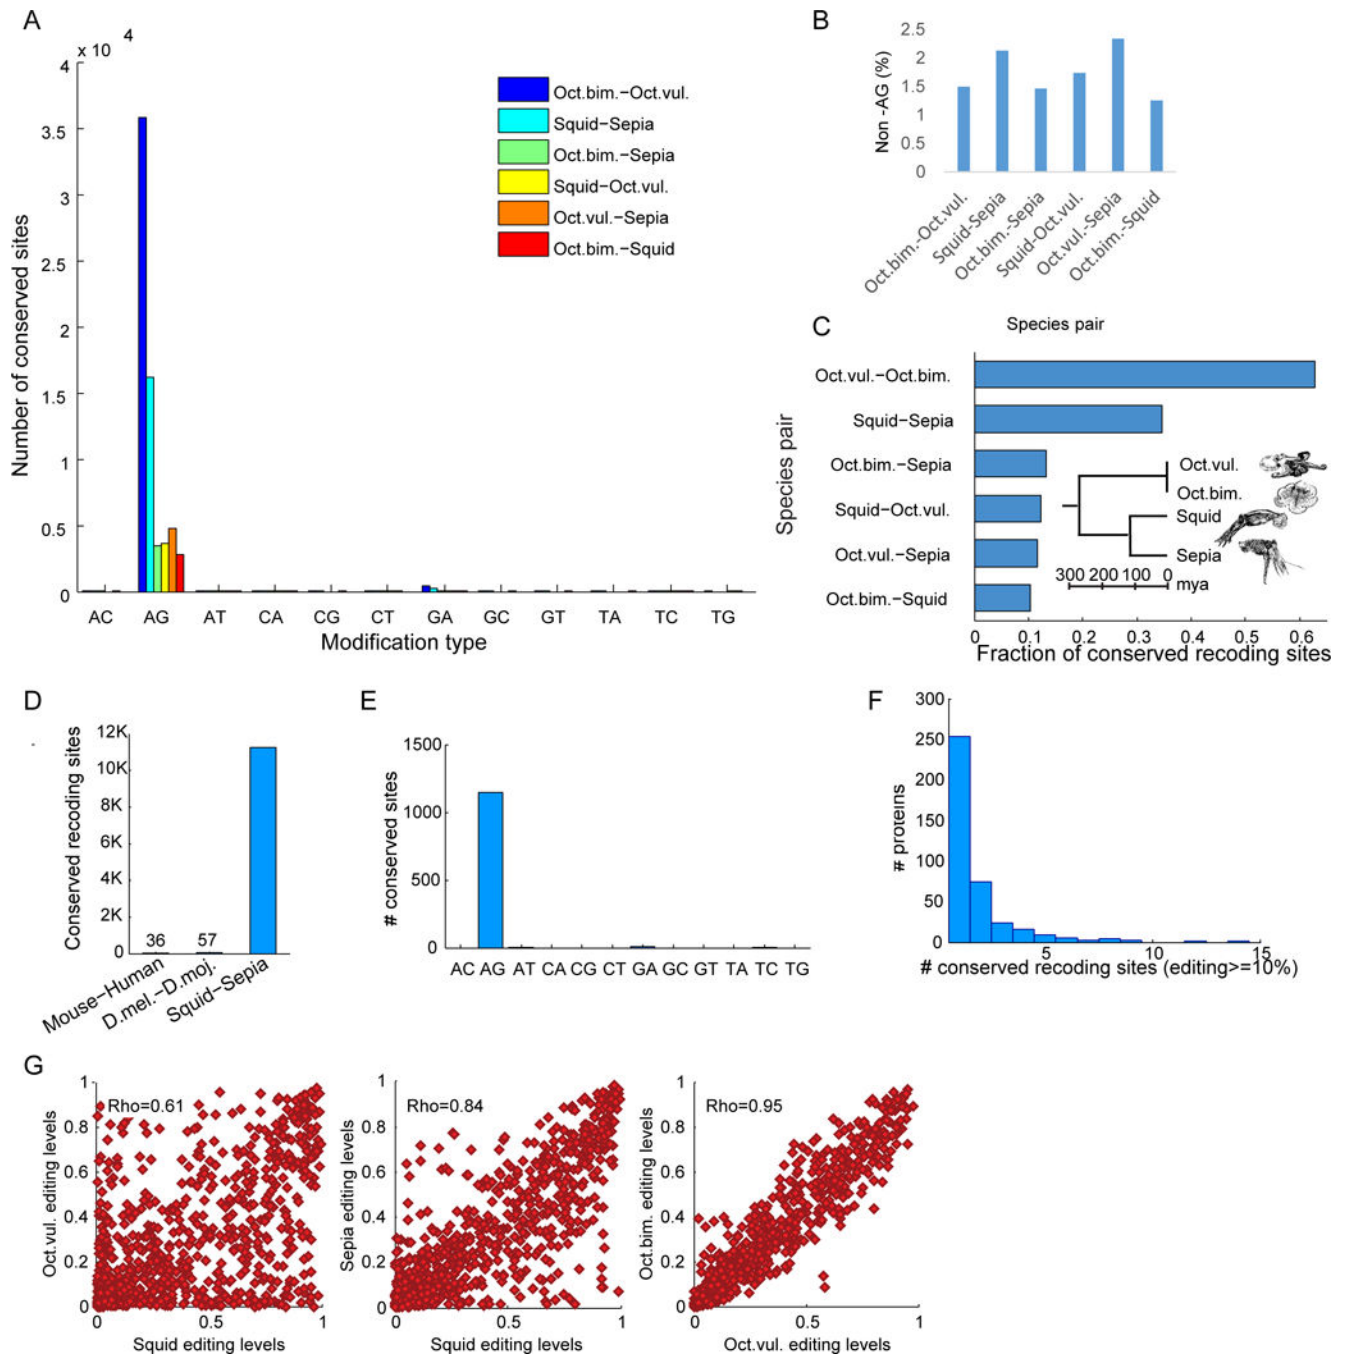 A
x 10 4
4
3.5
3
2.5
2
1.5
1
0.5
0
Number of conserved sites
Oct.bim.−Oct.vul.
Squid−Sepia
Oct.bim.−Sepia
Squid−Oct.vul.
Oct.vul.−Sepia
Oct.bim.−Squid
AC AG AT CA CG CT GA GC GT TA TC TG
Modification type
B
2.5
2
1.5
1
0.5
0
Non -AG (%)
Oct.bim.-Oct.vul.
Squid-Sepia
Oct.bim.-Sepia
Squid-Oct.vul.
Oct.vul.-Sepia
Oct.bim.-Squid
Species pair
C
Species pair
Oct.vul.−Oct.bim.
Squid−Sepia
Oct.bim.−Sepia
Squid−Oct.vul.
Oct.vul.−Sepia
Oct.bim.−Squid
Oct.vul.
Oct.bim.
Squid
Sepia
300 200 100 0
mya
0 0.1 0.2 0.3 0.4 0.5 0.6
Fraction of conserved recoding sites
D
12K
10K
8K
6K
4K
2K
0
Conserved recoding sites
36 57
Mouse−Human
D.mel.−D.moj.
Squid−Sepia
E
1500
1000
500
0
# conserved sites
AC AG AT CA CG CT GA GC GT TA TC TG
F
300
250
200
150
100
50
0
# proteins
5 10 15
# conserved recoding sites (editing>=10%)
G
1
0.8
0.6
0.4
0.2
0
Oct.vul. editing levels
Rho=0.61
0 0.5 1
Squid editing levels
1
0.8
0.6
0.4
0.2
0
Sepia editing levels
Rho=0.84
0 0.5 1
Squid editing levels
1
0.8
0.6
0.4
0.2
0
Oct.bim. editing levels
Rho=0.95
0 0.5 1
Oct.vul. editing levels